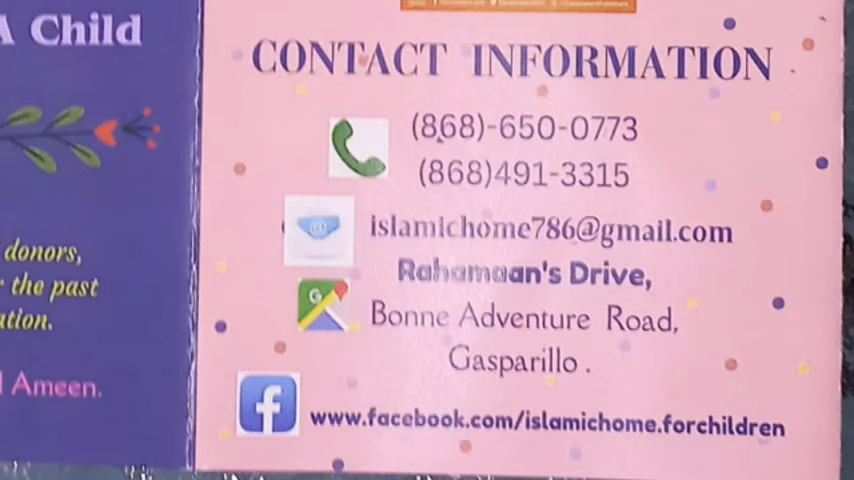 A Child
donors,
the past
Ameen.
CONTACT INFORMATION
(868)-650-0773
(868)491-3315
islamichome786@gmail.com
Rahamaan's Drive,
Bonne Adventure Road,
Gasparillo.
www.facebook.com/islamichome.forchildren